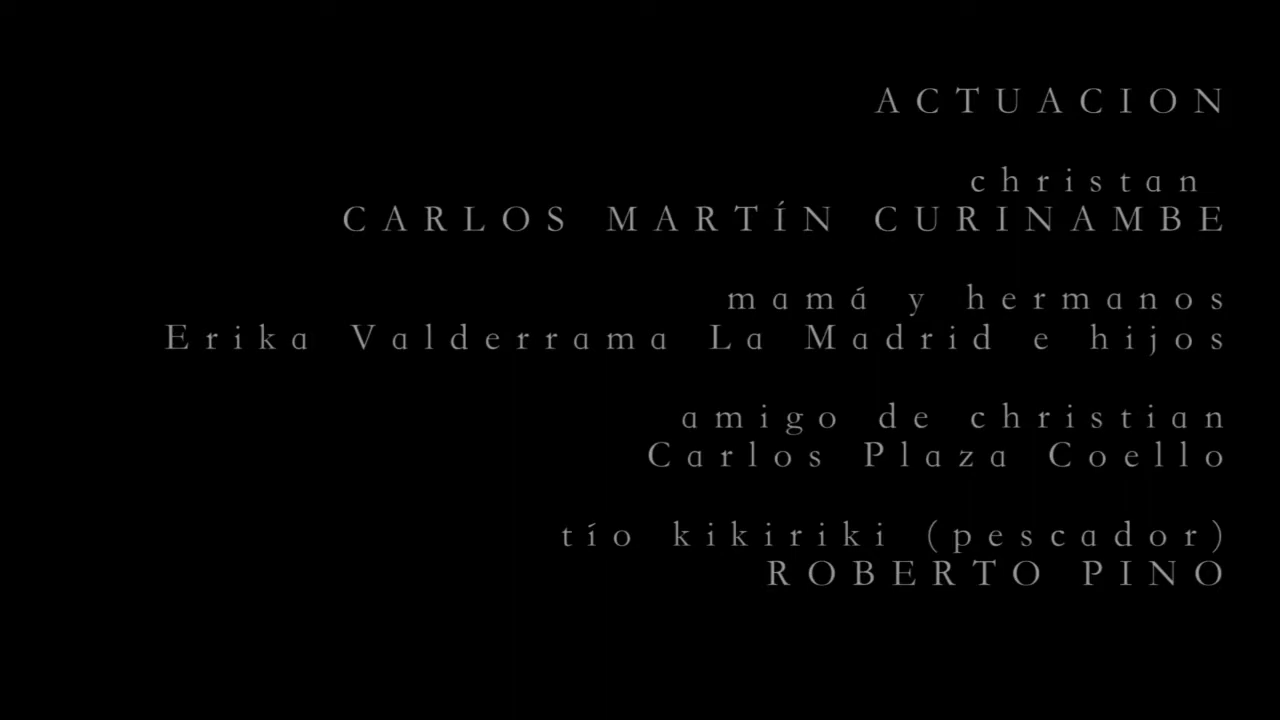 ACTUACION
christan
CARLOS MARTÍN CURINAMBE
mamá y hermanos
Erika Valderrama La Madrid e hijos
amigo de christian
Carlos Plaza Coello
tío kikiriki (pescador)
ROBERTO PINO